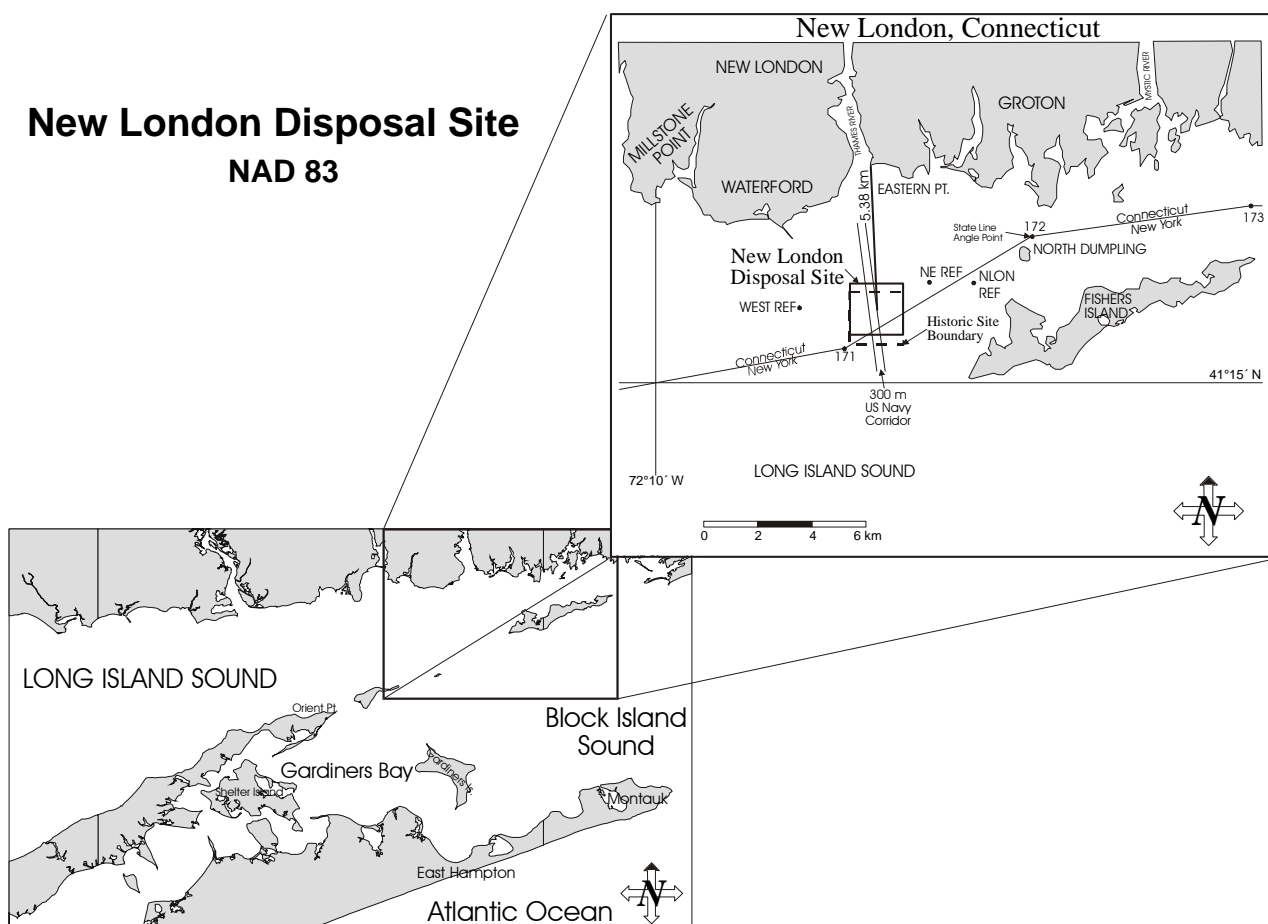 New London Disposal Site
NAD 83
New London, Connecticut
NEW LONDON
GROTON
MYSTIC RIVER
THAMES RIVER
MILLSTONE
POINT
WATERFORD
EASTERN PT.
5.38 km
Connecticut
New York
173
172
State Line
Angle Point
NORTH DUMPLING
New London
Disposal Site
NE REF
NLON
REF
WEST REF
FISHERS
ISLAND
Historic Site
Boundary
171
Connecticut
New York
41°15´ N
300 m
US Navy
Corridor
72°10´ W
LONG ISLAND SOUND
N
0 2 4 6 km
LONG ISLAND SOUND
Orient Pt.
Block Island
Sound
Gardiners Bay
Gardiners Is.
Shelter Island
Montauk
East Hampton
N
Atlantic Ocean